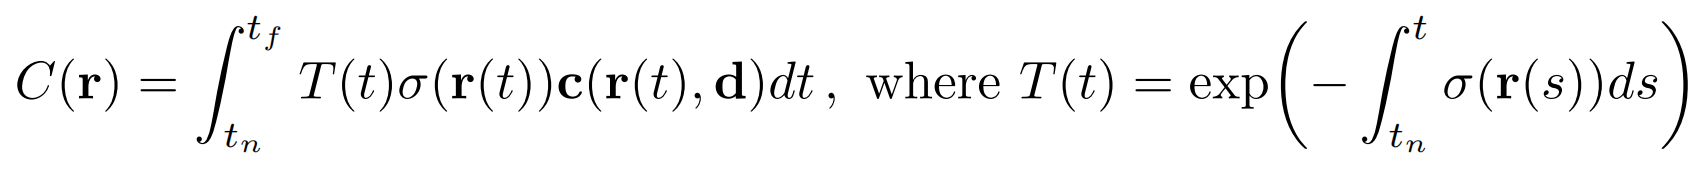 C(𝐫) = ∫_{t_n}^{t_f} T(t)σ(𝐫(t))𝐜(𝐫(t), 𝐝)dt , where T(t) = exp(−∫_{t_n}^{t} σ(𝐫(s))ds)